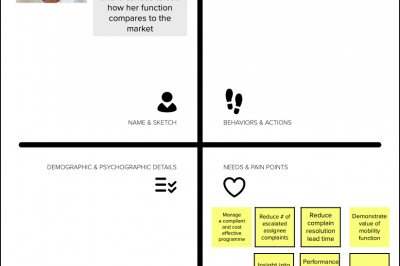 how her function
compares to the
market
NAME & SKETCH
BEHAVIORS & ACTIONS
DEMOGRAPHIC & PSYCHOGRAPHIC DETAILS
NEEDS & PAIN POINTS
Manage
a compliant
and cost
effective
programme
Reduce # of
escalated
assignee
complaints
Reduce
complain
resolution
lead time
Demonstrate
value of
mobility
function
Insight into
Performance